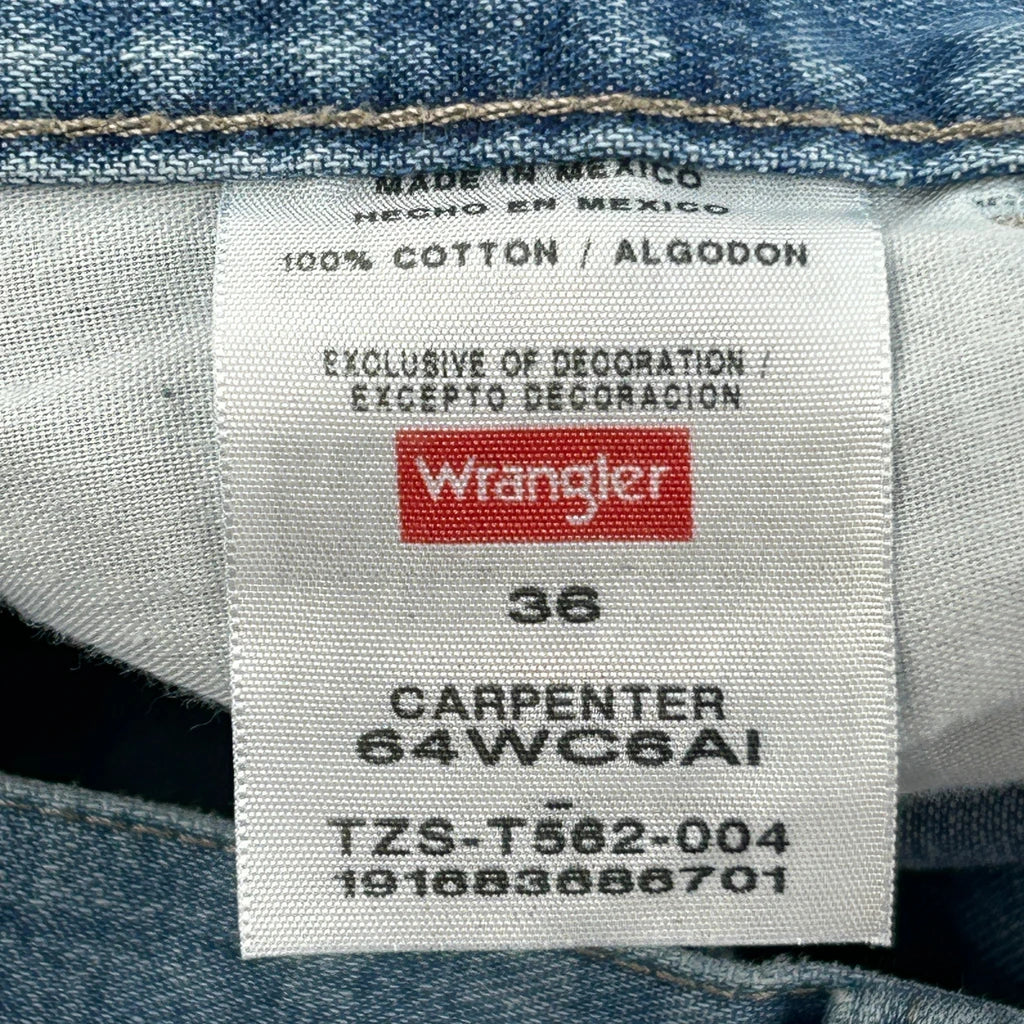 MADE IN MEXICO
HECHO EN MEXICO
100% COTTON / ALGODON
EXCLUSIVE OF DECORATION /
EXCEPTO DECORACION
Wrangler
36
CARPENTER
64WC6AI
-
TZS-T562-004